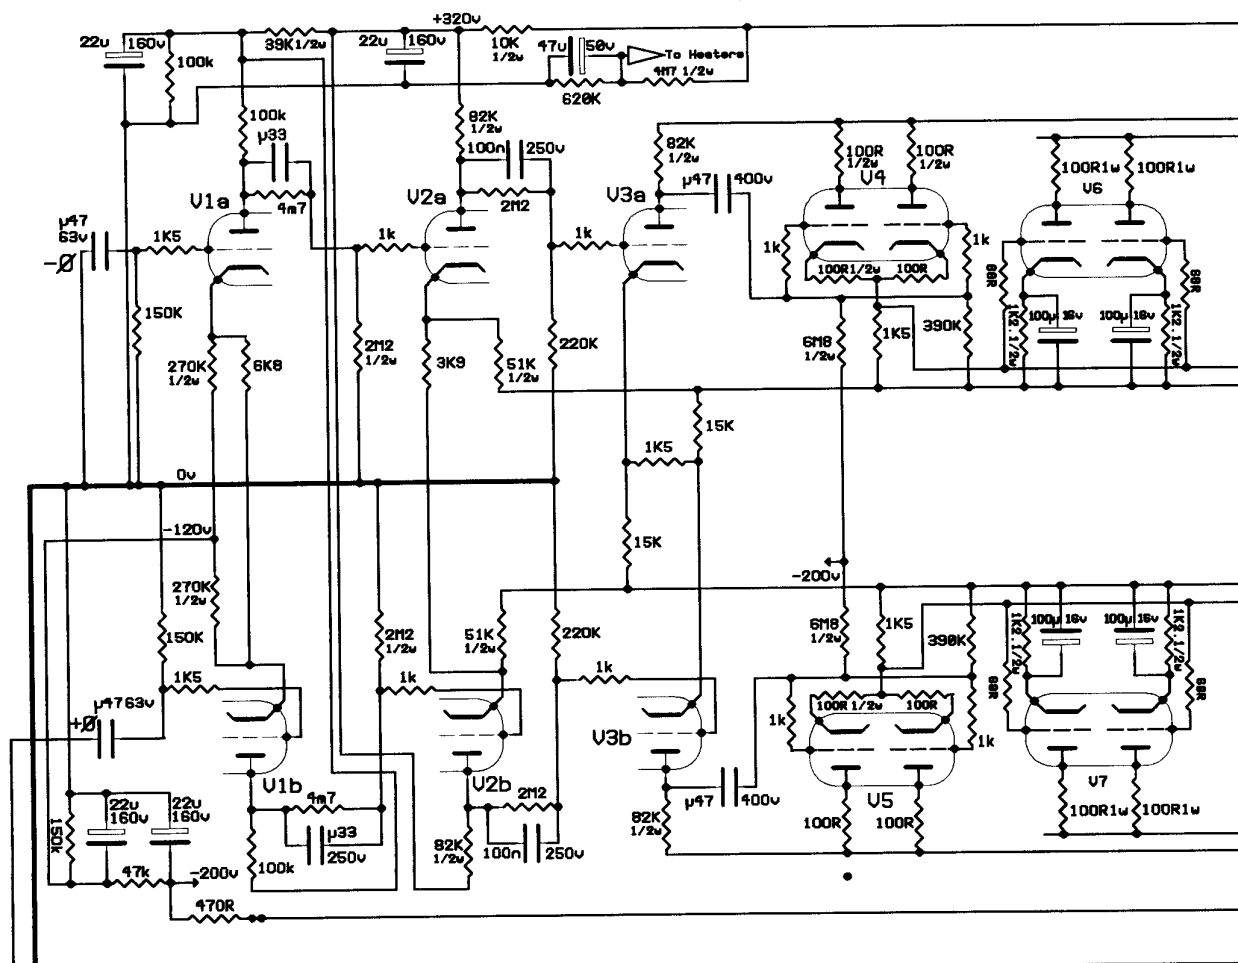 +320v
22u 160v
39K 1/2w
22u 160v
10K
1/2w
47u 50v
To Heaters
4M7 1/2w
100k
620K
100k
82K
1/2w
µ33
100n 250v
82K
1/2w
100R
1/2w
100R
1/2w
100R1w 100R1w
V1a
4m7
V2a
2M2
V3a
µ47 400v
V4
V6
µ47
63v
-Ø
1K5
1k
1k
1k
1k
100R1/2w 100R
68R
68R
150K
270K
1/2w
6K8
2M2
1/2w
3K9
51K
1/2w
220K
6M8
1/2w
1K5
390K
1K2.1/2w
100µ 16v
100µ 16v
1K2.1/2w
15K
1K5
0v
-120v
15K
-200v
270K
1/2w
150K
2M2
1/2w
51K
1/2w
220K
6M8
1/2w
1K5
390K
1K2.1/2w
100µ 16v
100µ 16v
1K2.1/2w
1K5
1k
1k
68R
68R
µ47 63v
+Ø
V3b
1k
100R 1/2w 100R
1k
V1b
4m7
V2b
2M2
µ47 400v
V5
V7
22u
160v
22u
160v
150k
µ33
250v
82K
1/2w
100n 250v
82K
1/2w
100R
100R
100R1w 100R1w
100k
47k
-200v
470R